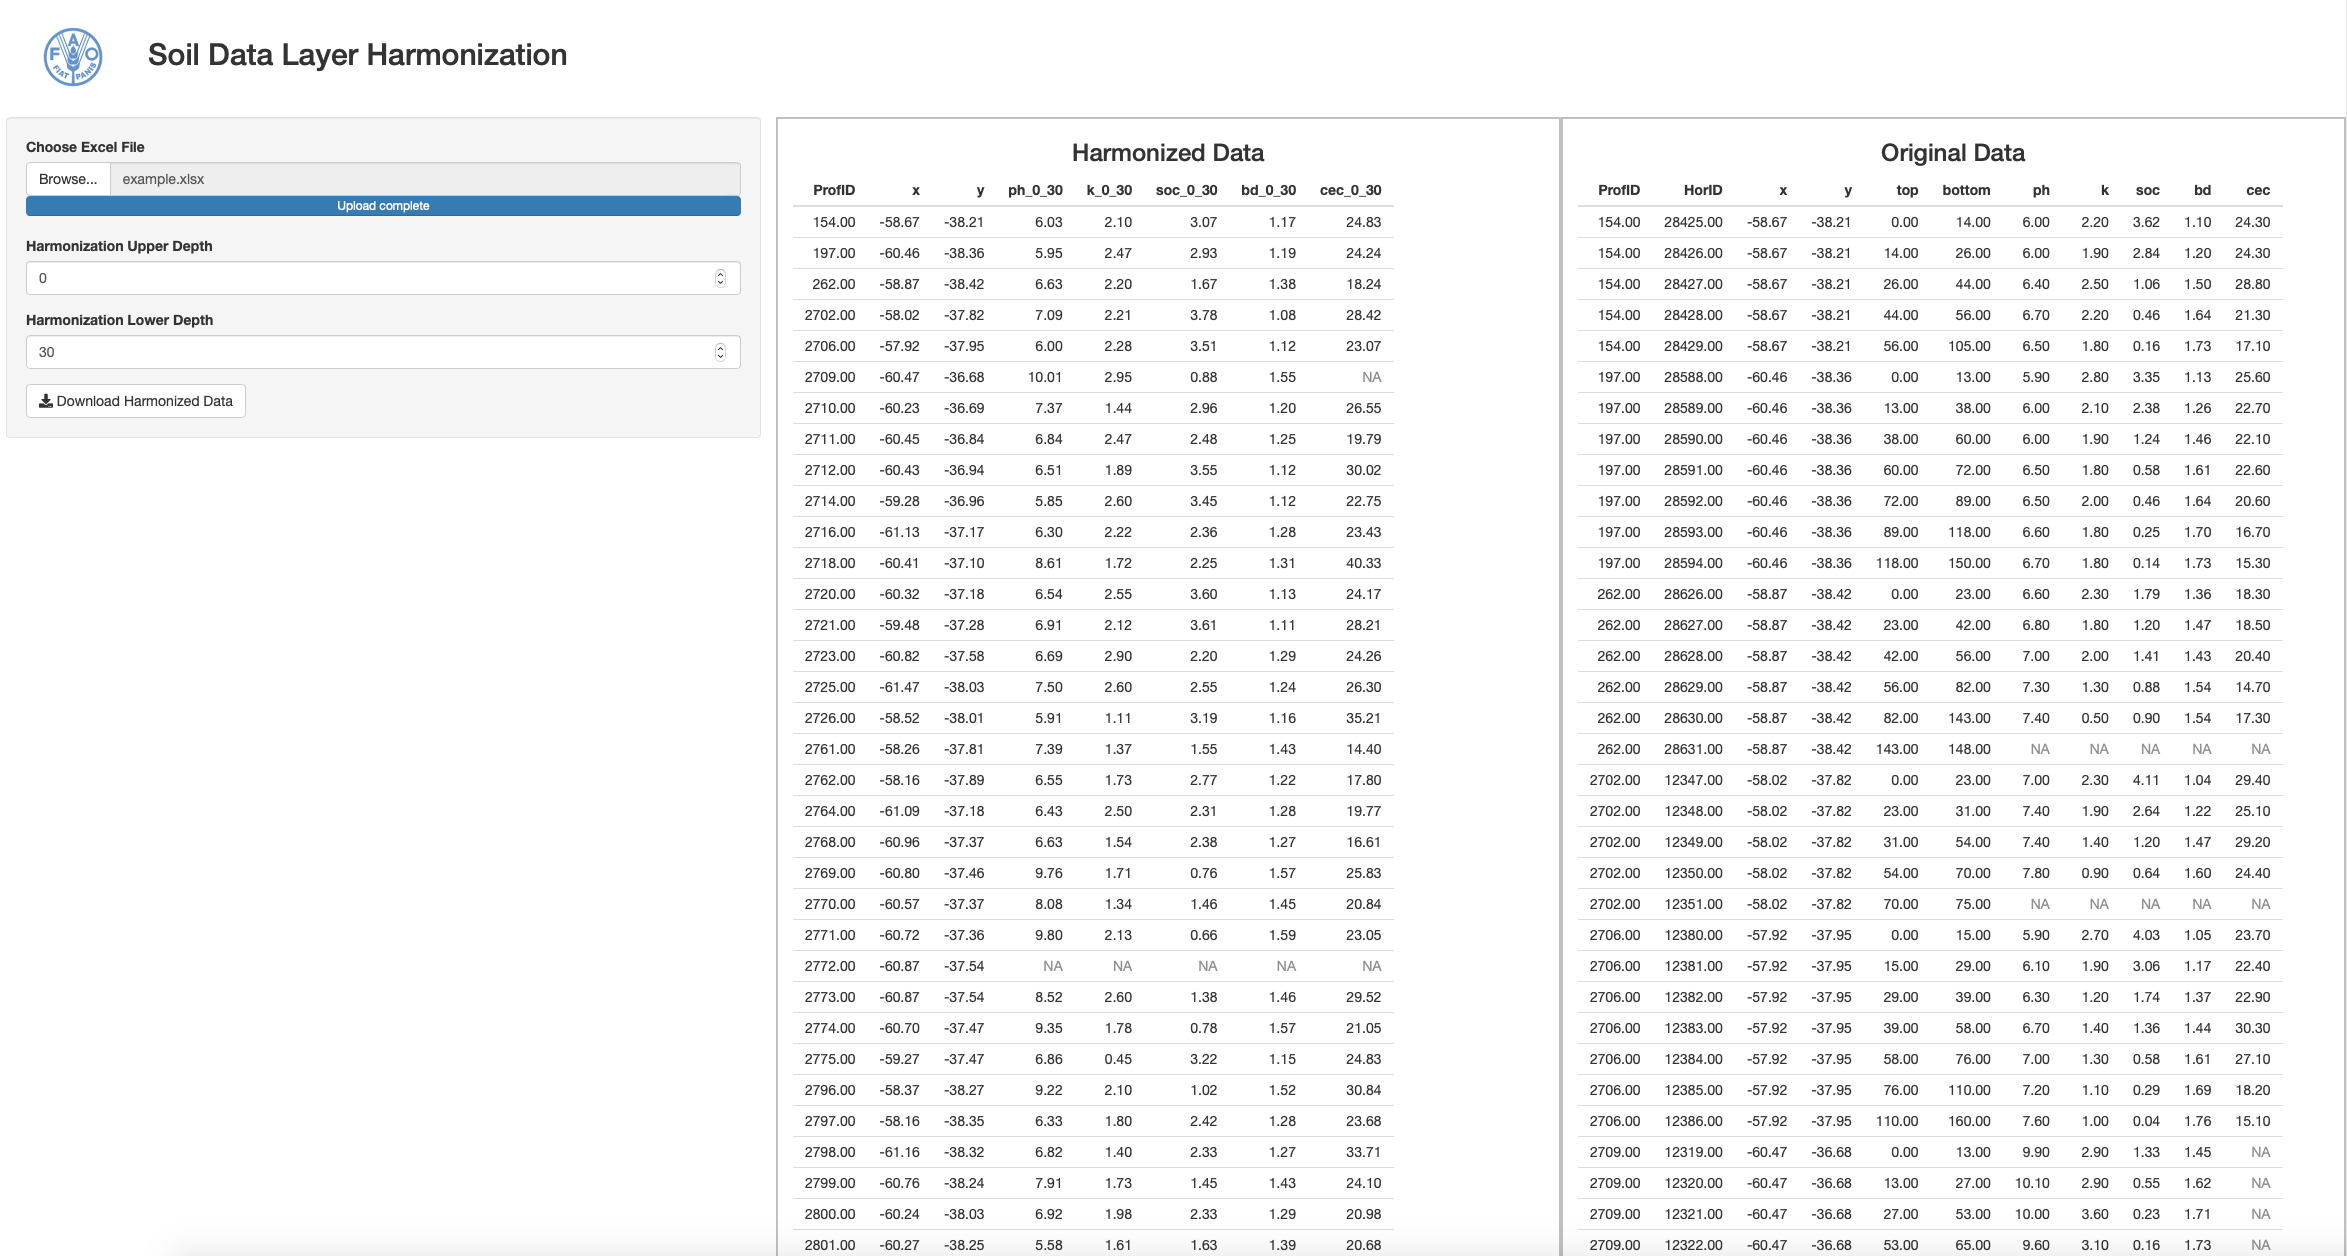 F A O
FIAT PANIS
Soil Data Layer Harmonization
Choose Excel File
Browse... example.xlsx
Upload complete
Harmonization Upper Depth
0
Harmonization Lower Depth
30
Download Harmonized Data
Harmonized Data
ProfID x y ph_0_30 k_0_30 soc_0_30 bd_0_30 cec_0_30
154.00 -58.67 -38.21 6.03 2.10 3.07 1.17 24.83
197.00 -60.46 -38.36 5.95 2.47 2.93 1.19 24.24
262.00 -58.87 -38.42 6.63 2.20 1.67 1.38 18.24
2702.00 -58.02 -37.82 7.09 2.21 3.78 1.08 28.42
2706.00 -57.92 -37.95 6.00 2.28 3.51 1.12 23.07
2709.00 -60.47 -36.68 10.01 2.95 0.88 1.55 NA
2710.00 -60.23 -36.69 7.37 1.44 2.96 1.20 26.55
2711.00 -60.45 -36.84 6.84 2.47 2.48 1.25 19.79
2712.00 -60.43 -36.94 6.51 1.89 3.55 1.12 30.02
2714.00 -59.28 -36.96 5.85 2.60 3.45 1.12 22.75
2716.00 -61.13 -37.17 6.30 2.22 2.36 1.28 23.43
2718.00 -60.41 -37.10 8.61 1.72 2.25 1.31 40.33
2720.00 -60.32 -37.18 6.54 2.55 3.60 1.13 24.17
2721.00 -59.48 -37.28 6.91 2.12 3.61 1.11 28.21
2723.00 -60.82 -37.58 6.69 2.90 2.20 1.29 24.26
2725.00 -61.47 -38.03 7.50 2.60 2.55 1.24 26.30
2726.00 -58.52 -38.01 5.91 1.11 3.19 1.16 35.21
2761.00 -58.26 -37.81 7.39 1.37 1.55 1.43 14.40
2762.00 -58.16 -37.89 6.55 1.73 2.77 1.22 17.80
2764.00 -61.09 -37.18 6.43 2.50 2.31 1.28 19.77
2768.00 -60.96 -37.37 6.63 1.54 2.38 1.27 16.61
2769.00 -60.80 -37.46 9.76 1.71 0.76 1.57 25.83
2770.00 -60.57 -37.37 8.08 1.34 1.46 1.45 20.84
2771.00 -60.72 -37.36 9.80 2.13 0.66 1.59 23.05
2772.00 -60.87 -37.54 NA NA NA NA NA
2773.00 -60.87 -37.54 8.52 2.60 1.38 1.46 29.52
2774.00 -60.70 -37.47 9.35 1.78 0.78 1.57 21.05
2775.00 -59.27 -37.47 6.86 0.45 3.22 1.15 24.83
2796.00 -58.37 -38.27 9.22 2.10 1.02 1.52 30.84
2797.00 -58.16 -38.35 6.33 1.80 2.42 1.28 23.68
2798.00 -61.16 -38.32 6.82 1.40 2.33 1.27 33.71
2799.00 -60.76 -38.24 7.91 1.73 1.45 1.43 24.10
2800.00 -60.24 -38.03 6.92 1.98 2.33 1.29 20.98
2801.00 -60.27 -38.25 5.58 1.61 1.63 1.39 20.68
Original Data
ProfID HorID x y top bottom ph k soc bd cec
154.00 28425.00 -58.67 -38.21 0.00 14.00 6.00 2.20 3.62 1.10 24.30
154.00 28426.00 -58.67 -38.21 14.00 26.00 6.00 1.90 2.84 1.20 24.30
154.00 28427.00 -58.67 -38.21 26.00 44.00 6.40 2.50 1.06 1.50 28.80
154.00 28428.00 -58.67 -38.21 44.00 56.00 6.70 2.20 0.46 1.64 21.30
154.00 28429.00 -58.67 -38.21 56.00 105.00 6.50 1.80 0.16 1.73 17.10
197.00 28588.00 -60.46 -38.36 0.00 13.00 5.90 2.80 3.35 1.13 25.60
197.00 28589.00 -60.46 -38.36 13.00 38.00 6.00 2.10 2.38 1.26 22.70
197.00 28590.00 -60.46 -38.36 38.00 60.00 6.00 1.90 1.24 1.46 22.10
197.00 28591.00 -60.46 -38.36 60.00 72.00 6.50 1.80 0.58 1.61 22.60
197.00 28592.00 -60.46 -38.36 72.00 89.00 6.50 2.00 0.46 1.64 20.60
197.00 28593.00 -60.46 -38.36 89.00 118.00 6.60 1.80 0.25 1.70 16.70
197.00 28594.00 -60.46 -38.36 118.00 150.00 6.70 1.80 0.14 1.73 15.30
262.00 28626.00 -58.87 -38.42 0.00 23.00 6.60 2.30 1.79 1.36 18.30
262.00 28627.00 -58.87 -38.42 23.00 42.00 6.80 1.80 1.20 1.47 18.50
262.00 28628.00 -58.87 -38.42 42.00 56.00 7.00 2.00 1.41 1.43 20.40
262.00 28629.00 -58.87 -38.42 56.00 82.00 7.30 1.30 0.88 1.54 14.70
262.00 28630.00 -58.87 -38.42 82.00 143.00 7.40 0.50 0.90 1.54 17.30
262.00 28631.00 -58.87 -38.42 143.00 148.00 NA NA NA NA NA
2702.00 12347.00 -58.02 -37.82 0.00 23.00 7.00 2.30 4.11 1.04 29.40
2702.00 12348.00 -58.02 -37.82 23.00 31.00 7.40 1.90 2.64 1.22 25.10
2702.00 12349.00 -58.02 -37.82 31.00 54.00 7.40 1.40 1.20 1.47 29.20
2702.00 12350.00 -58.02 -37.82 54.00 70.00 7.80 0.90 0.64 1.60 24.40
2702.00 12351.00 -58.02 -37.82 70.00 75.00 NA NA NA NA NA
2706.00 12380.00 -57.92 -37.95 0.00 15.00 5.90 2.70 4.03 1.05 23.70
2706.00 12381.00 -57.92 -37.95 15.00 29.00 6.10 1.90 3.06 1.17 22.40
2706.00 12382.00 -57.92 -37.95 29.00 39.00 6.30 1.20 1.74 1.37 22.90
2706.00 12383.00 -57.92 -37.95 39.00 58.00 6.70 1.40 1.36 1.44 30.30
2706.00 12384.00 -57.92 -37.95 58.00 76.00 7.00 1.30 0.58 1.61 27.10
2706.00 12385.00 -57.92 -37.95 76.00 110.00 7.20 1.10 0.29 1.69 18.20
2706.00 12386.00 -57.92 -37.95 110.00 160.00 7.60 1.00 0.04 1.76 15.10
2709.00 12319.00 -60.47 -36.68 0.00 13.00 9.90 2.90 1.33 1.45 NA
2709.00 12320.00 -60.47 -36.68 13.00 27.00 10.10 2.90 0.55 1.62 NA
2709.00 12321.00 -60.47 -36.68 27.00 53.00 10.00 3.60 0.23 1.71 NA
2709.00 12322.00 -60.47 -36.68 53.00 65.00 9.60 3.10 0.16 1.73 NA